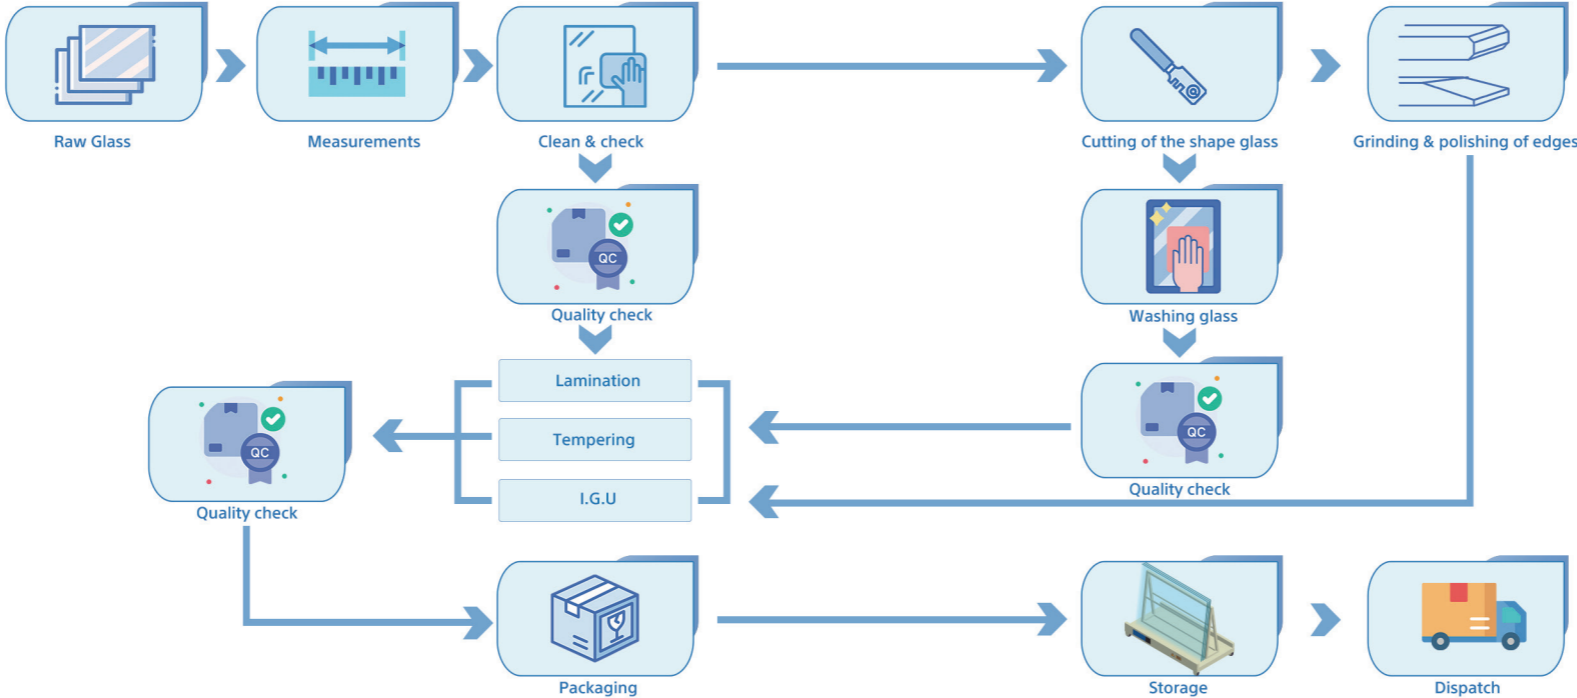 Raw Glass
Measurements
Clean & check
Cutting of the shape glass
Grinding & polishing of edges
QC
Quality check
Washing glass
Lamination
Tempering
I.G.U
QC
Quality check
QC
Quality check
Packaging
Storage
Dispatch